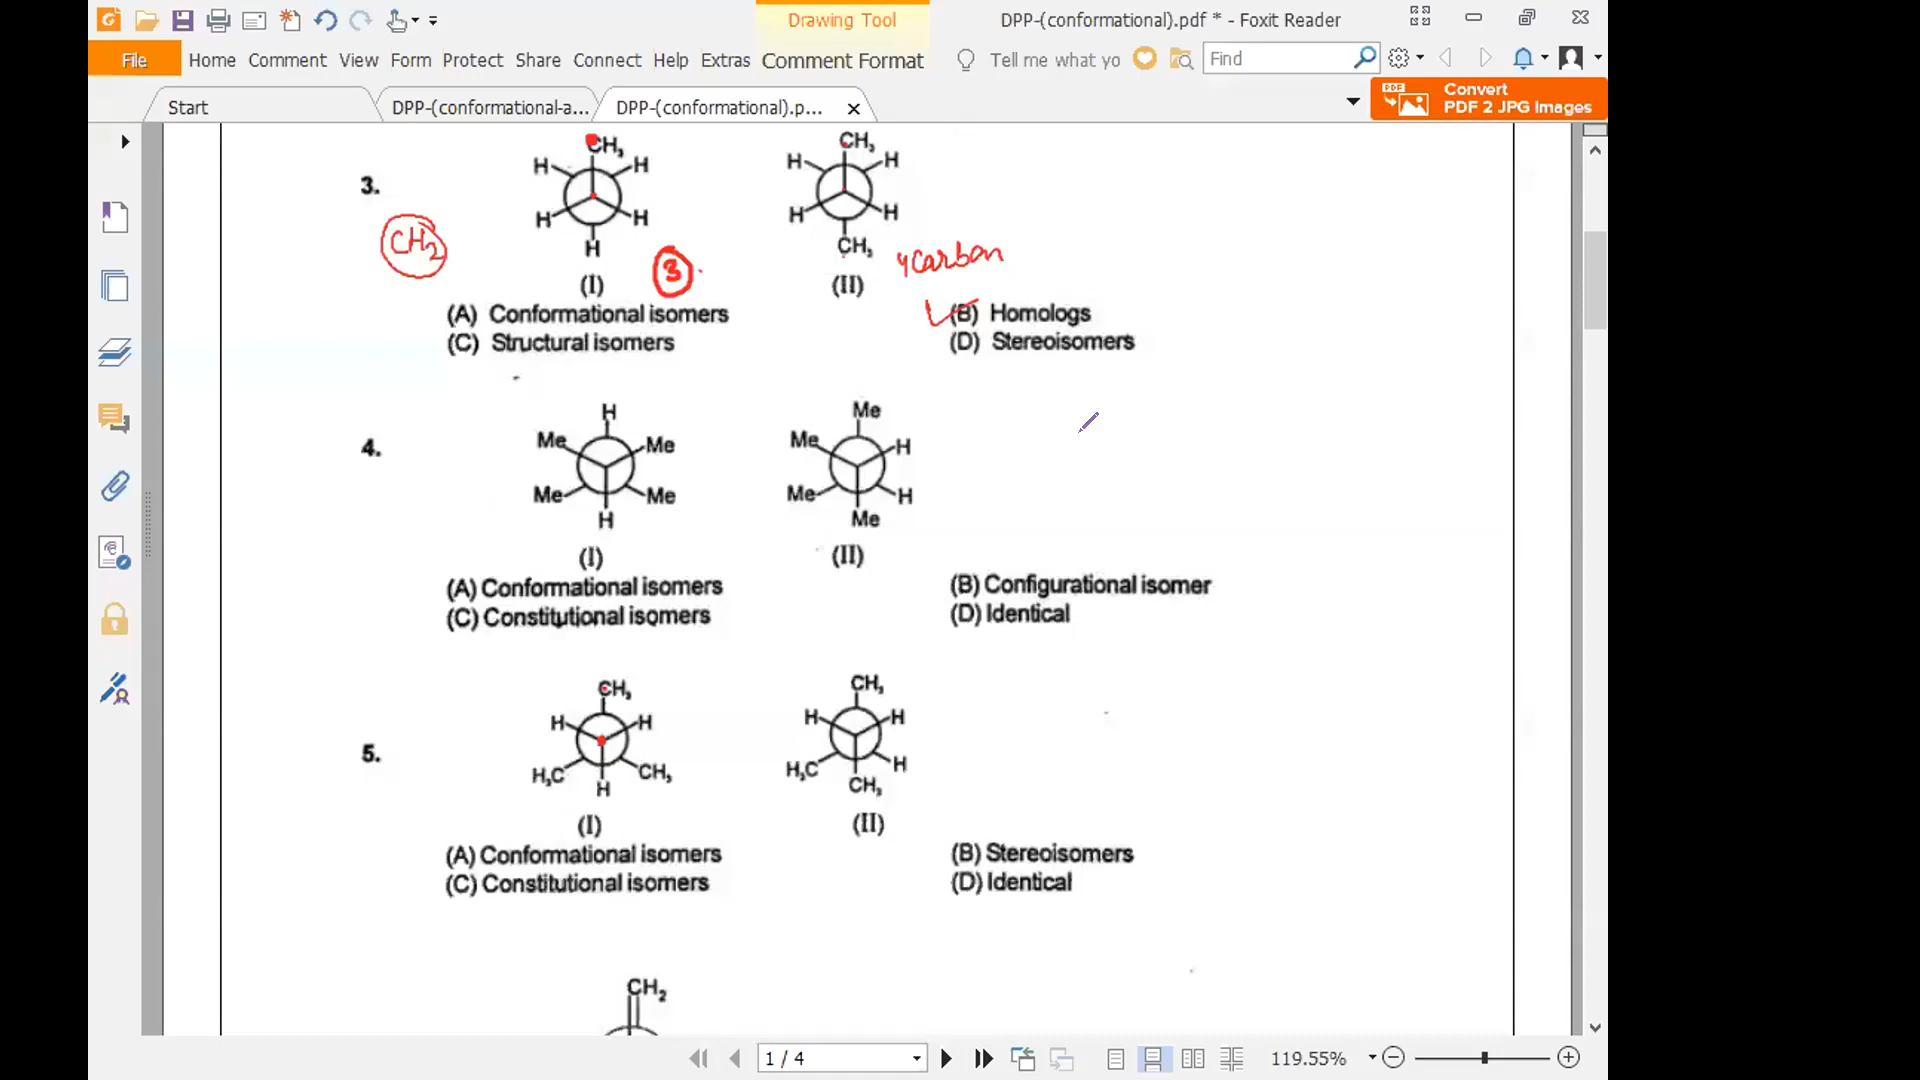 Drawing Tool
DPP-(conformational).pdf * - Foxit Reader
File
Home Comment View Form Protect Share Connect Help Extras Comment Format
Tell me what yo
Find
Start
DPP-(conformational-a...
DPP-(conformational).p...
PDF
Convert
PDF 2 JPG Images
3.
CH3
H H
H H
H
(I)
CH3
H H
H H
CH3
(II)
CH2
3
4 Carbon
(A) Conformational isomers
(B) Homologs
(C) Structural isomers
(D) Stereoisomers
4.
H
Me Me
Me Me
H
(I)
Me
Me H
Me H
Me
(II)
(A) Conformational isomers
(B) Configurational isomer
(C) Constitutional isomers
(D) Identical
5.
CH3
H H
H3C CH3
H
(I)
CH3
H H
H3C H
CH3
(II)
(A) Conformational isomers
(B) Stereoisomers
(C) Constitutional isomers
(D) Identical
CH2
1 / 4
119.55%